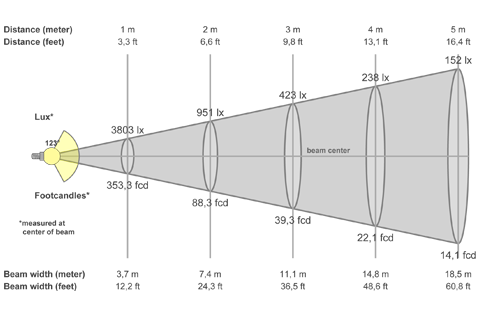 Distance (meter) 1 m 2 m 3 m 4 m 5 m
Distance (feet) 3,3 ft 6,6 ft 9,8 ft 13,1 ft 16,4 ft
152 lx
238 lx
423 lx
951 lx
Lux*
3803 lx
123°
beam center
353,3 fcd
Footcandles*
88,3 fcd
39,3 fcd
*measured at
center of beam
22,1 fcd
14,1 fcd
Beam width (meter) 3,7 m 7,4 m 11,1 m 14,8 m 18,5 m
Beam width (feet) 12,2 ft 24,3 ft 36,5 ft 48,6 ft 60,8 ft